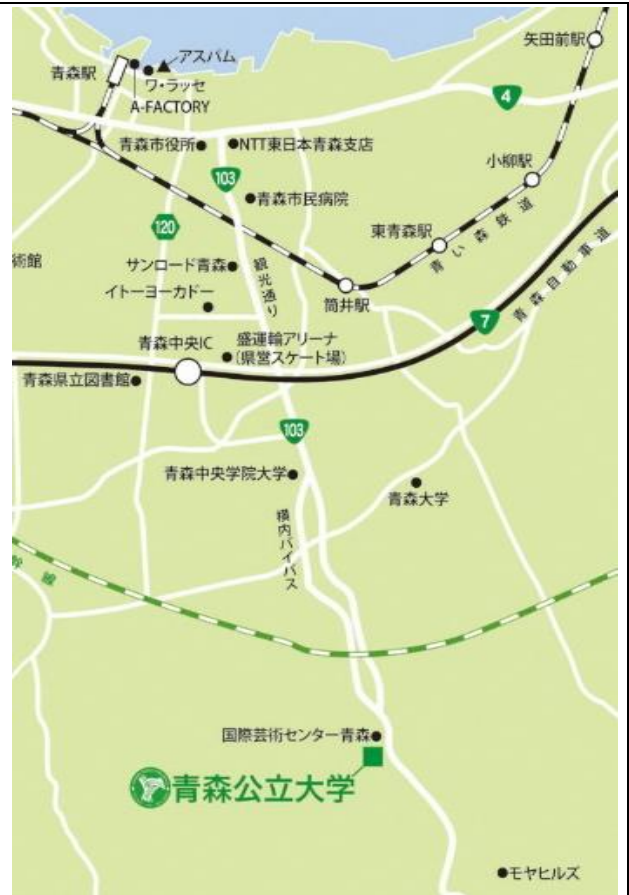 矢田前駅
アスパム
青森駅
ワ・ラッセ
A-FACTORY
4
青森市役所
NTT東日本青森支店
小柳駅
103
青森市民病院
120
東青森駅
青い森鉄道
術館
サンロード青森
観光通り
イトーヨーカドー
筒井駅
青森自動車道
7
青森中央IC
盛運輸アリーナ
(県営スケート場)
青森県立図書館
103
青森中央学院大学
青森大学
横内バイパス
幹線
国際芸術センター青森
青森公立大学
モヤヒルズ